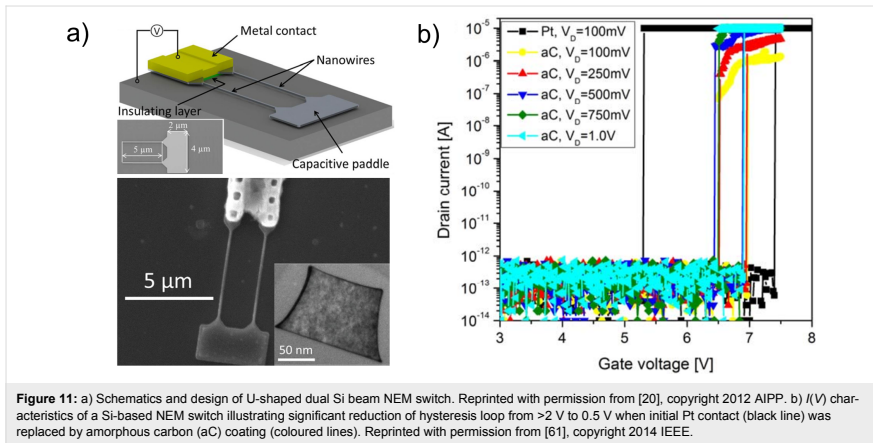 a)
V
Metal contact
Nanowires
Insulating layer
Capacitive paddle
2 µm
5 µm
4 µm
5 µm
50 nm
b)
Pt, V_D=100mV
aC, V_D=100mV
aC, V_D=250mV
aC, V_D=500mV
aC, V_D=750mV
aC, V_D=1.0V
10⁻⁵
10⁻⁶
10⁻⁷
10⁻⁸
10⁻⁹
10⁻¹⁰
10⁻¹¹
10⁻¹²
10⁻¹³
10⁻¹⁴
Drain current [A]
3 4 5 6 7 8
Gate voltage [V]
Figure 11: a) Schematics and design of U-shaped dual Si beam NEM switch. Reprinted with permission from [20], copyright 2012 AIPP. b) I(V) char-
acteristics of a Si-based NEM switch illustrating significant reduction of hysteresis loop from >2 V to 0.5 V when initial Pt contact (black line) was
replaced by amorphous carbon (aC) coating (coloured lines). Reprinted with permission from [61], copyright 2014 IEEE.